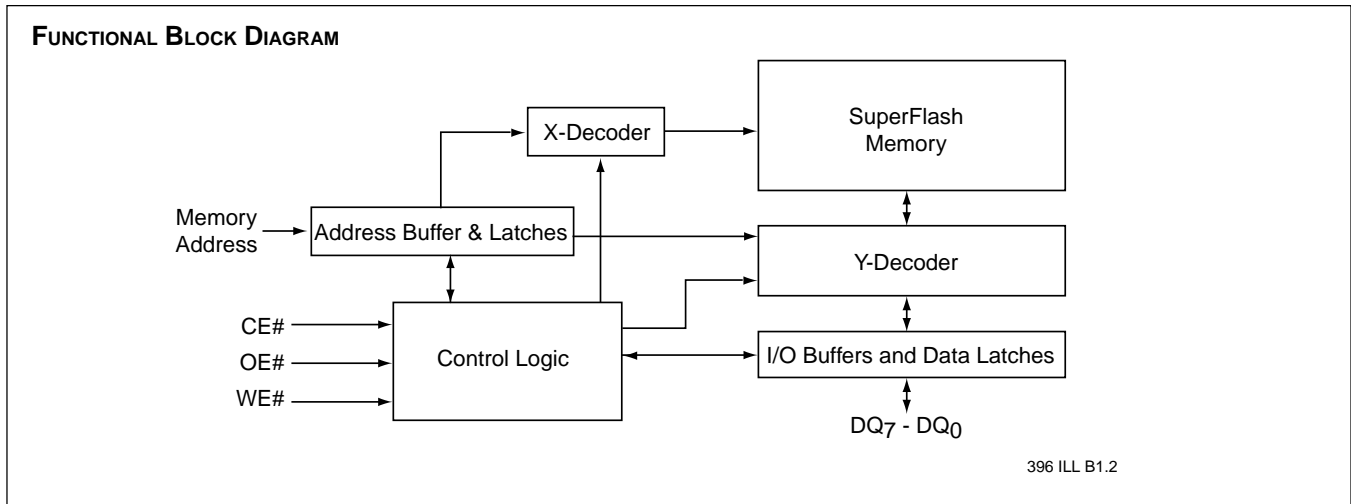 FUNCTIONAL BLOCK DIAGRAM
X-Decoder
SuperFlash
Memory
Memory
Address
Address Buffer & Latches
Y-Decoder
CE#
OE#
WE#
Control Logic
I/O Buffers and Data Latches
DQ7 - DQ0
396 ILL B1.2